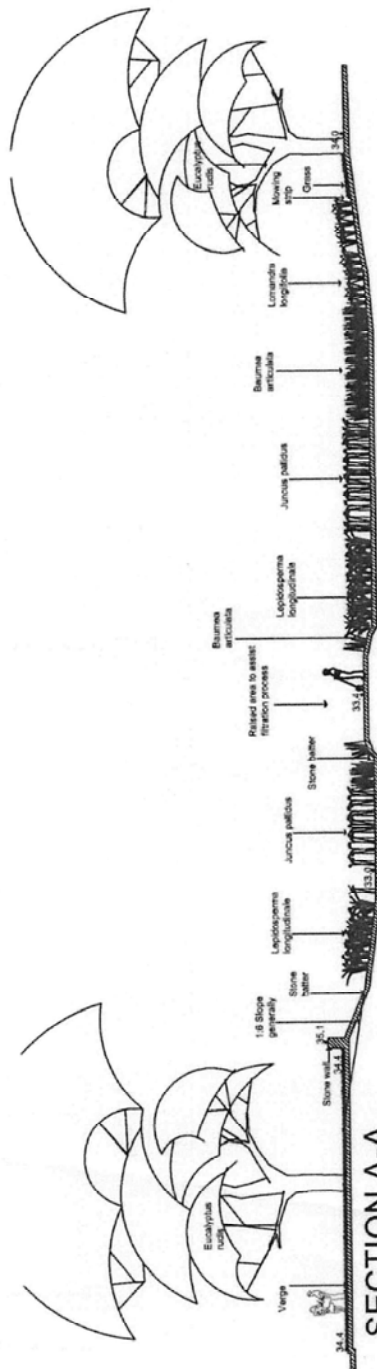 34.4
Verge
Eucalyptus
rudis
Stone wall
34.4
35.1
1:6 Slope
generally
Stone
batter
Lepidosperma
longitudinale
33.0
Juncus pallidus
Stone batter
Raised area to assist
filtration process
33.4
Baumea
articulata
Lepidosperma
longitudinale
Juncus pallidus
Baumea
articulata
Lomandra
longifolia
Mowing
strip
Grass
Eucalyptus
rudis
34.0
SECTION A-A